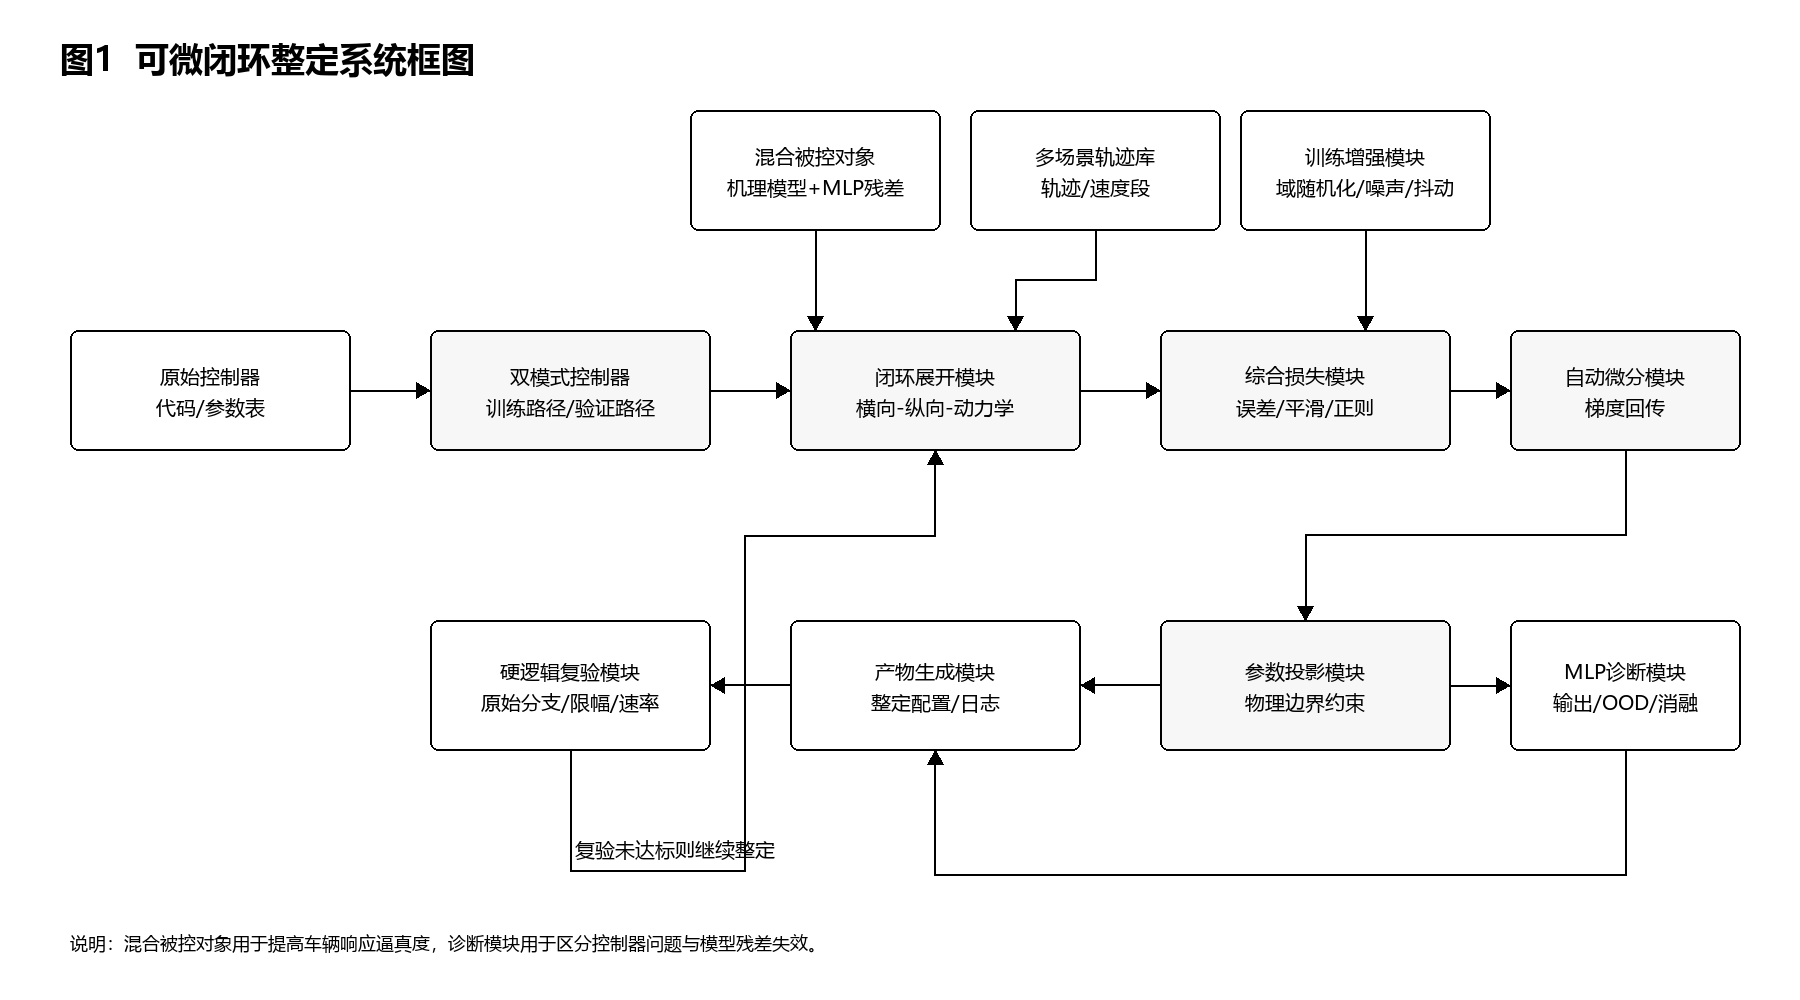 图1 可微闭环整定系统框图
混合被控对象
机理模型+MLP残差
多场景轨迹库
轨迹/速度段
训练增强模块
域随机化/噪声/抖动
原始控制器
代码/参数表
双模式控制器
训练路径/验证路径
闭环展开模块
横向-纵向-动力学
综合损失模块
误差/平滑/正则
自动微分模块
梯度回传
硬逻辑复验模块
原始分支/限幅/速率
产物生成模块
整定配置/日志
参数投影模块
物理边界约束
MLP诊断模块
输出/OOD/消融
复验未达标则继续整定
说明：混合被控对象用于提高车辆响应逼真度，诊断模块用于区分控制器问题与模型残差失效。